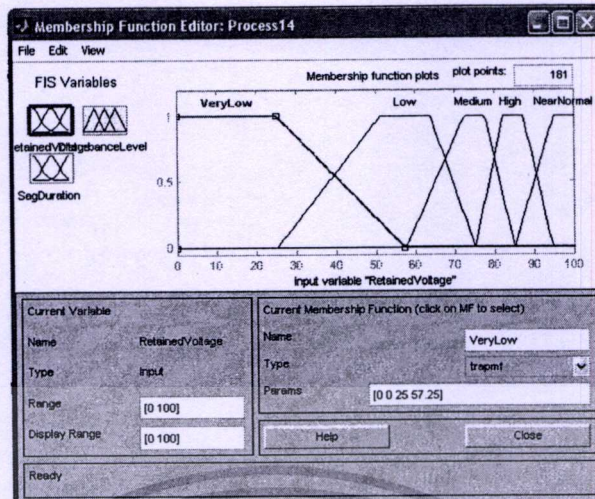 Membership Function Editor: Process14
File Edit View
FIS Variables
Membership function plots plot points: 181
VeryLow Low Medium High NearNormal
1
0.5
0
0 10 20 30 40 50 60 70 80 90 100
input variable "RetainedVoltage"
SagDuration
Current Variable
Name RetainedVoltage
Type Input
Range [0 100]
Display Range [0 100]
Current Membership Function (click on MF to select)
Name VeryLow
Type trapmf
Params [0 0 25 57.25]
Help Close
Ready